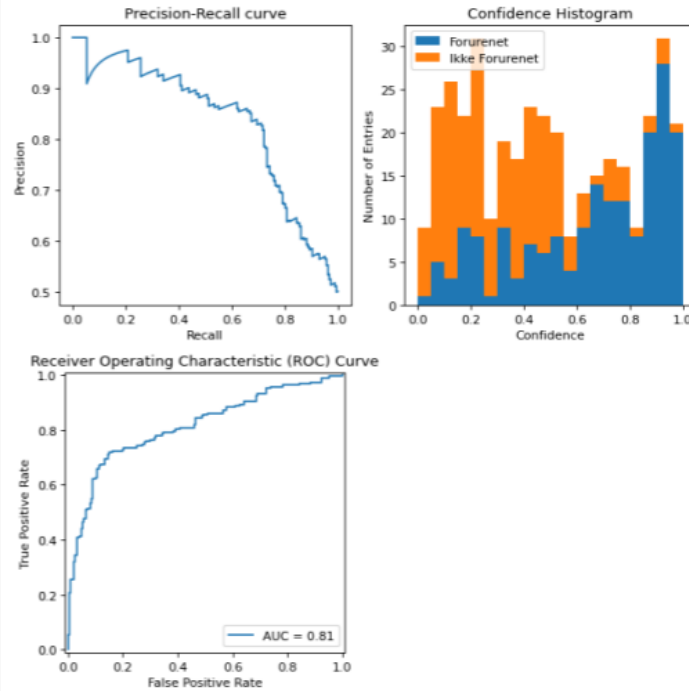 Precision-Recall curve
1.0
0.9
0.8
0.7
0.6
0.5
Precision
0.0 0.2 0.4 0.6 0.8 1.0
Recall
Confidence Histogram
Forurenet
Ikke Forurenet
30
25
20
15
10
5
0
Number of Entries
0.0 0.2 0.4 0.6 0.8 1.0
Confidence
Receiver Operating Characteristic (ROC) Curve
1.0
0.8
0.6
0.4
0.2
0.0
True Positive Rate
AUC = 0.81
0.0 0.2 0.4 0.6 0.8 1.0
False Positive Rate